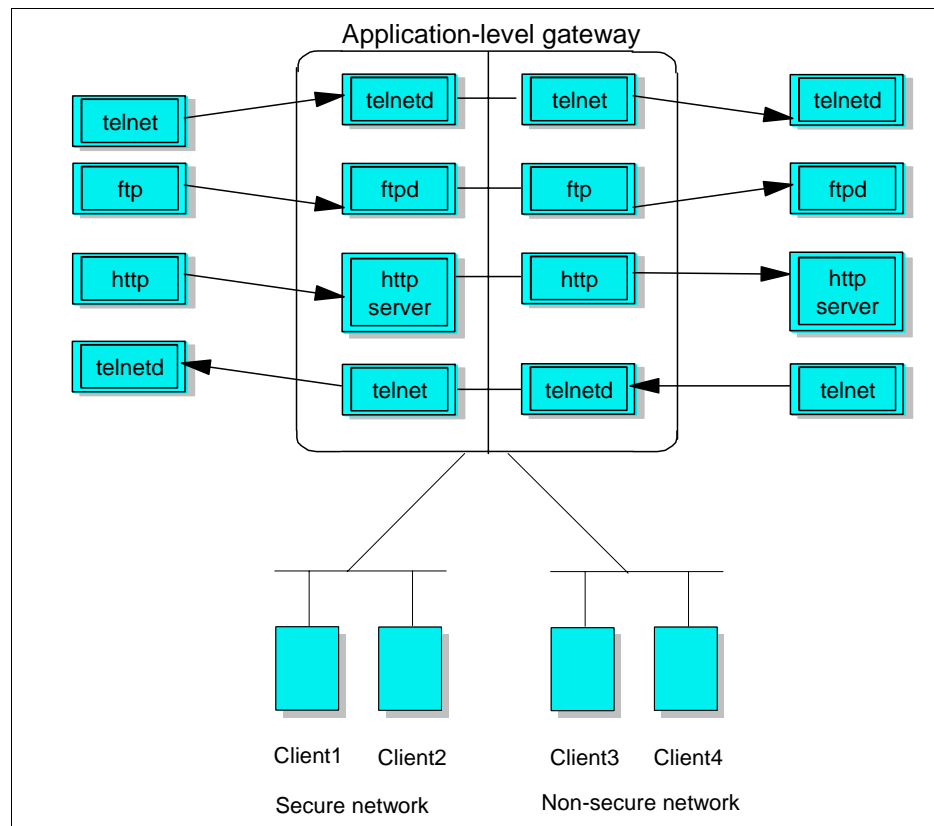 Application-level gateway
telnet
telnetd
telnet
telnetd
ftp
ftpd
ftp
ftpd
http
http
server
http
http
server
telnetd
telnet
telnetd
telnet
Client1
Client2
Client3
Client4
Secure network
Non-secure network